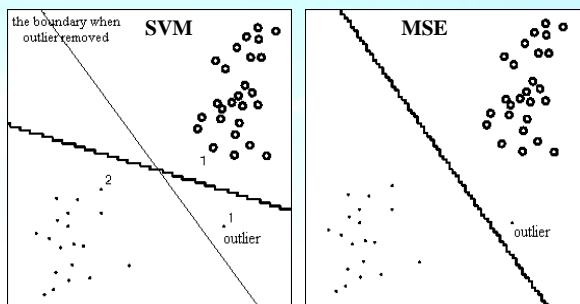 the boundary when
outlier removed
SVM
1
2
1
outlier
MSE
outlier